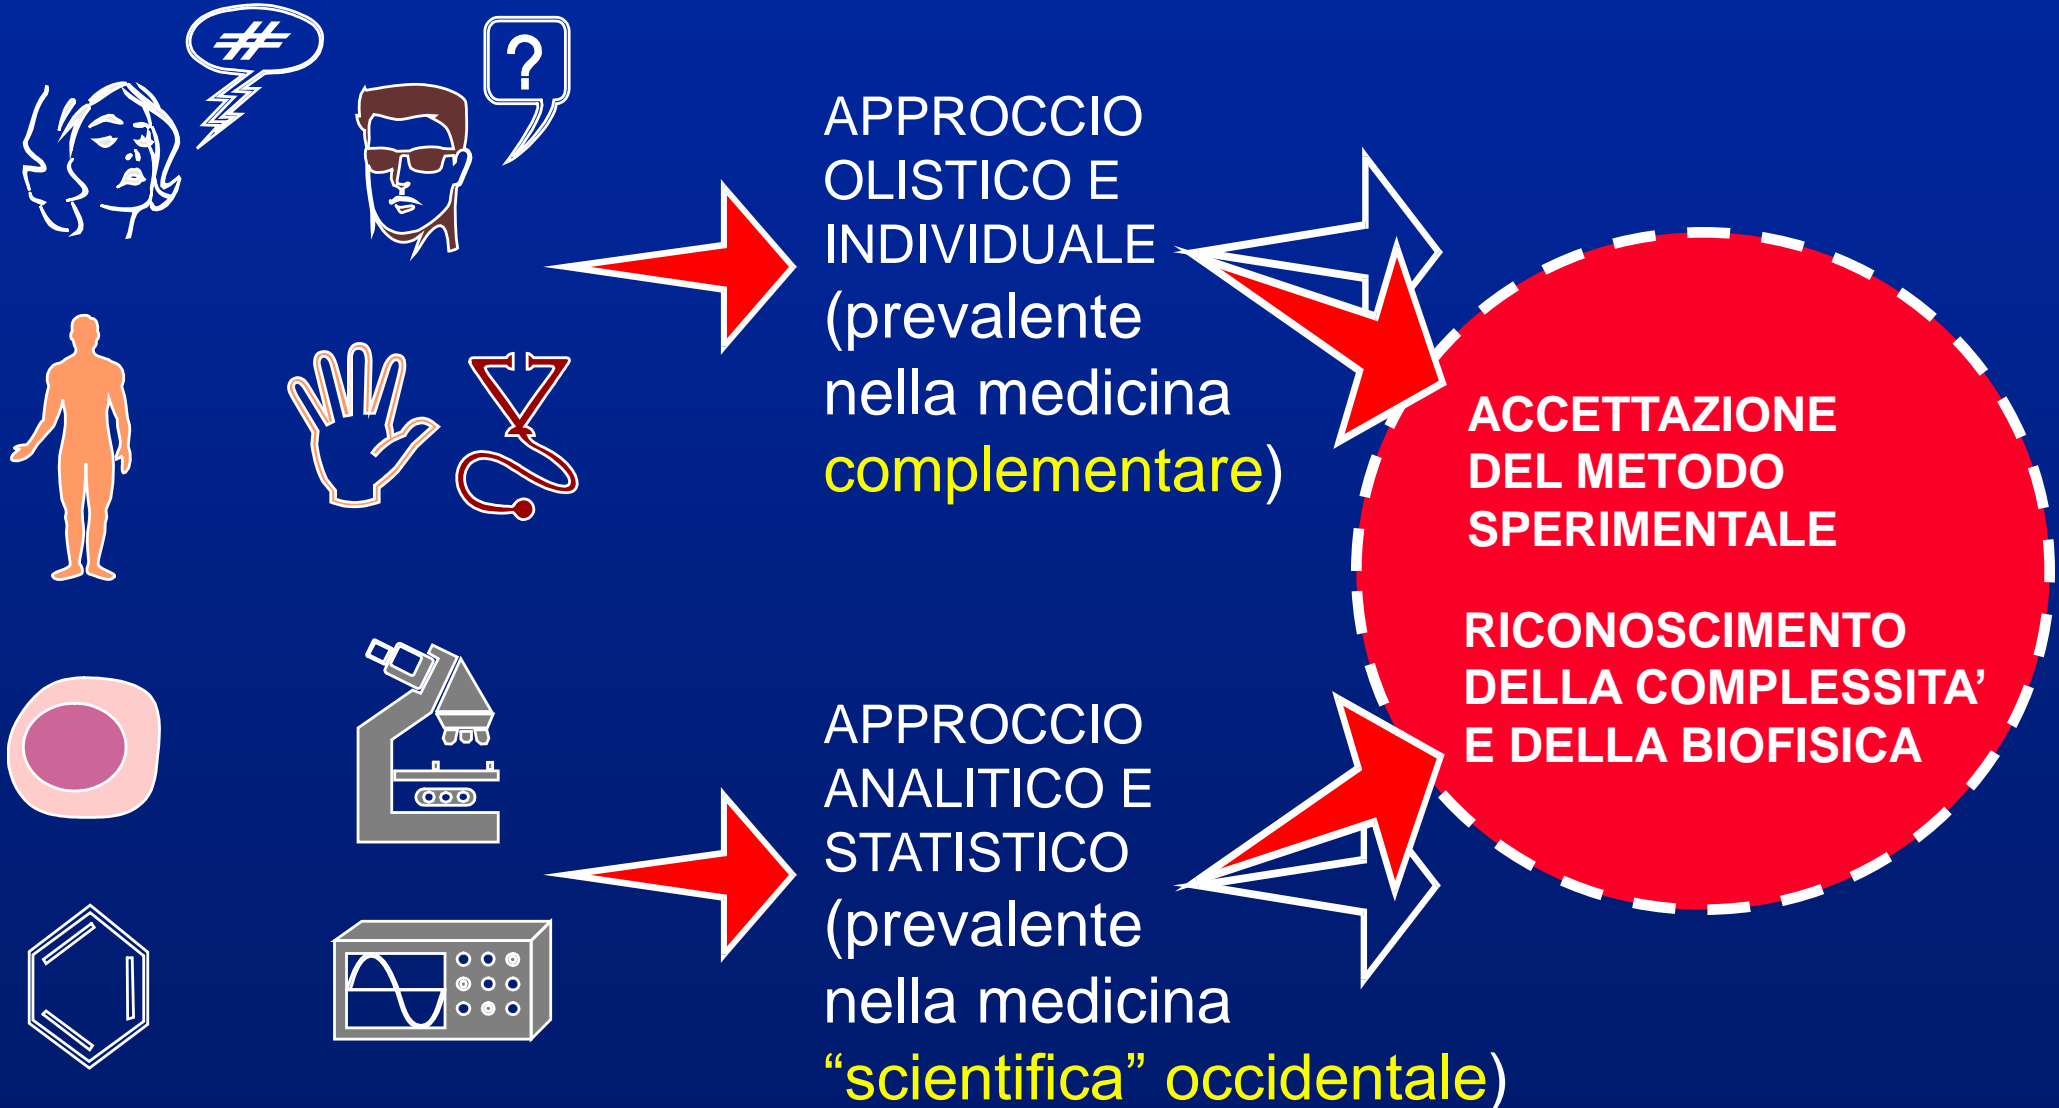 #
?
APPROCCIO
OLISTICO E
INDIVIDUALE
(prevalente
nella medicina
complementare)
APPROCCIO
ANALITICO E
STATISTICO
(prevalente
nella medicina
“scientifica” occidentale)
ACCETTAZIONE
DEL METODO
SPERIMENTALE
RICONOSCIMENTO
DELLA COMPLESSITA’
E DELLA BIOFISICA